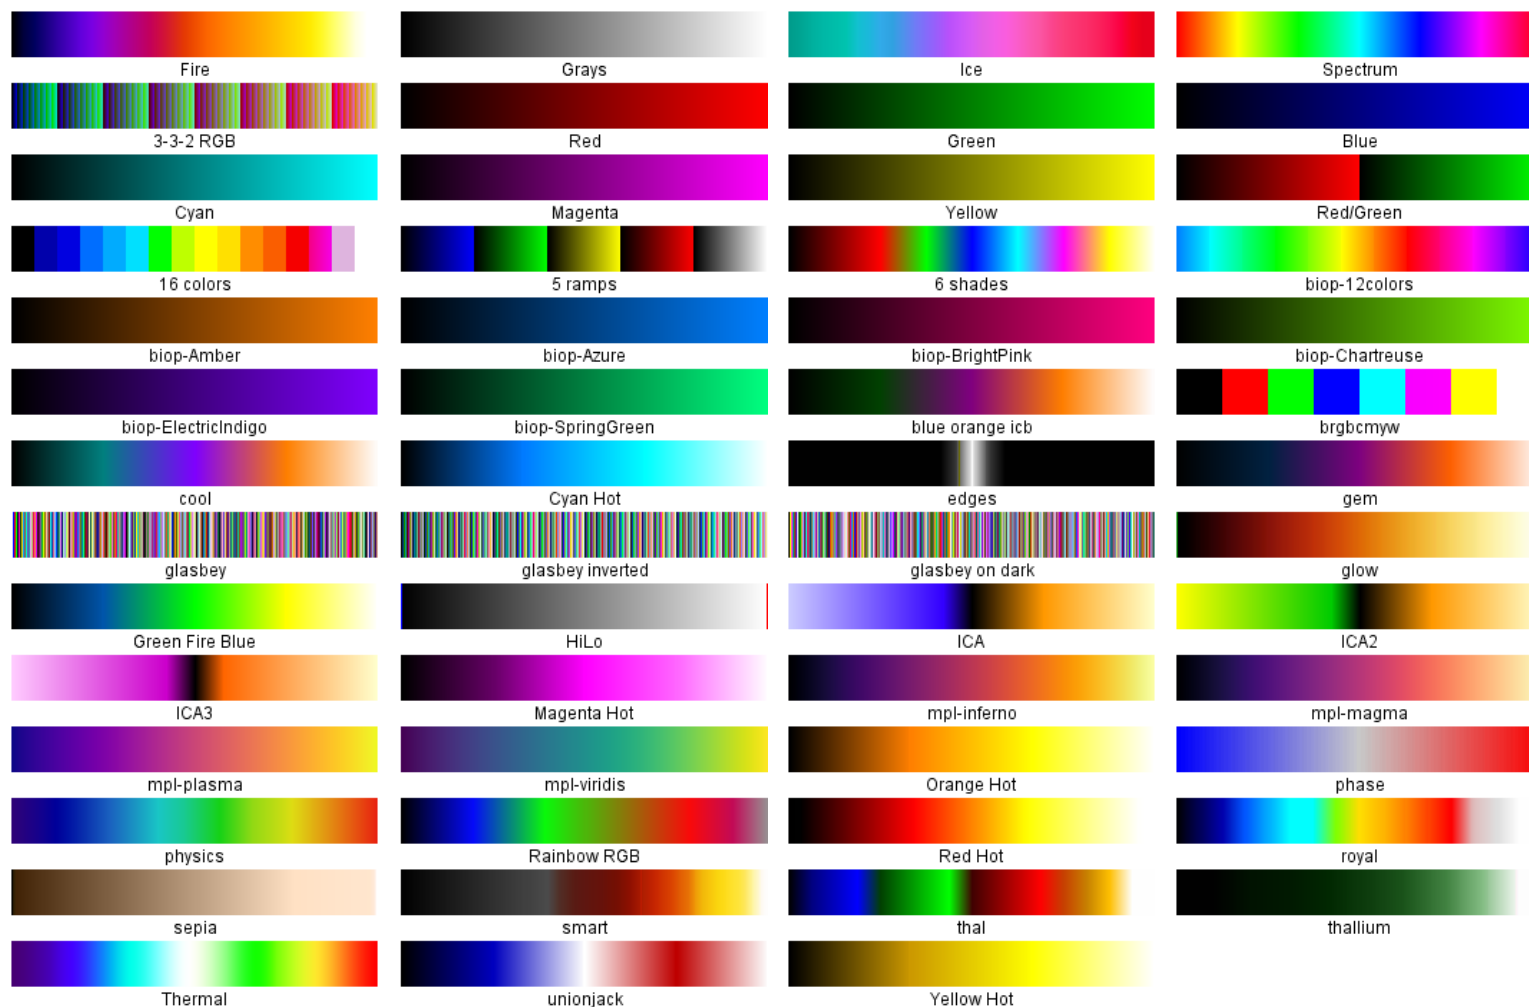 Fire
Grays
Ice
Spectrum
3-3-2 RGB
Red
Green
Blue
Cyan
Magenta
Yellow
Red/Green
16 colors
5 ramps
6 shades
biop-12colors
biop-Amber
biop-Azure
biop-BrightPink
biop-Chartreuse
biop-ElectricIndigo
biop-SpringGreen
blue orange icb
brgbcmyw
cool
Cyan Hot
edges
gem
glasbey
glasbey inverted
glasbey on dark
glow
Green Fire Blue
HiLo
ICA
ICA2
ICA3
Magenta Hot
mpl-inferno
mpl-magma
mpl-plasma
mpl-viridis
Orange Hot
phase
physics
Rainbow RGB
Red Hot
royal
sepia
smart
thal
thallium
Thermal
unionjack
Yellow Hot